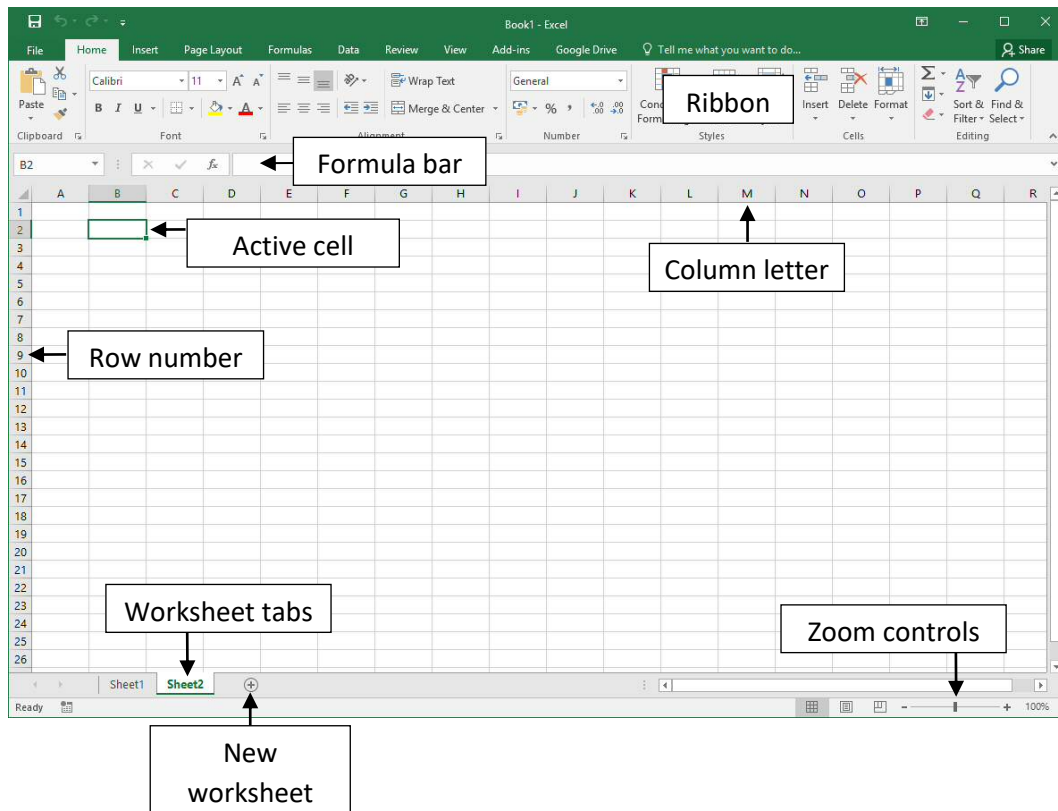 Book1 - Excel
File Home Insert Page Layout Formulas Data Review View Add-ins Google Drive Tell me what you want to do... Share
Calibri 11 A A Wrap Text General Ribbon
Paste B I U A Merge & Center % , Insert Delete Format Sort & Find &
Filter Select
Clipboard Font Number Styles Cells Editing
B2 fx Formula bar
A B C D E F G H I J K L M N O P Q R
1
2
Active cell
3
4
Column letter
5
6
7
8
9
Row number
10
11
12
13
14
15
16
17
18
19
20
21
22
23
Worksheet tabs
24
25
Zoom controls
26
Sheet1 Sheet2
Ready 100%
New
worksheet